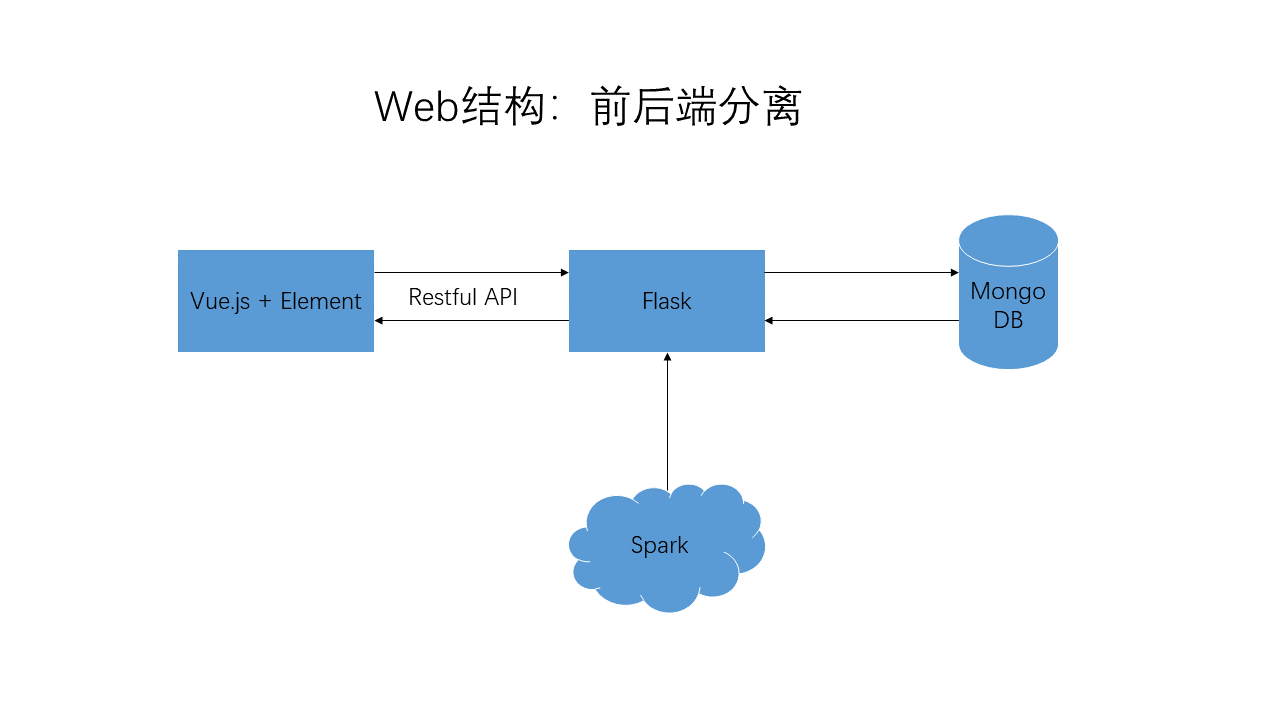 Web结构：前后端分离
Vue.js + Element
Restful API
Flask
Mongo
DB
Spark